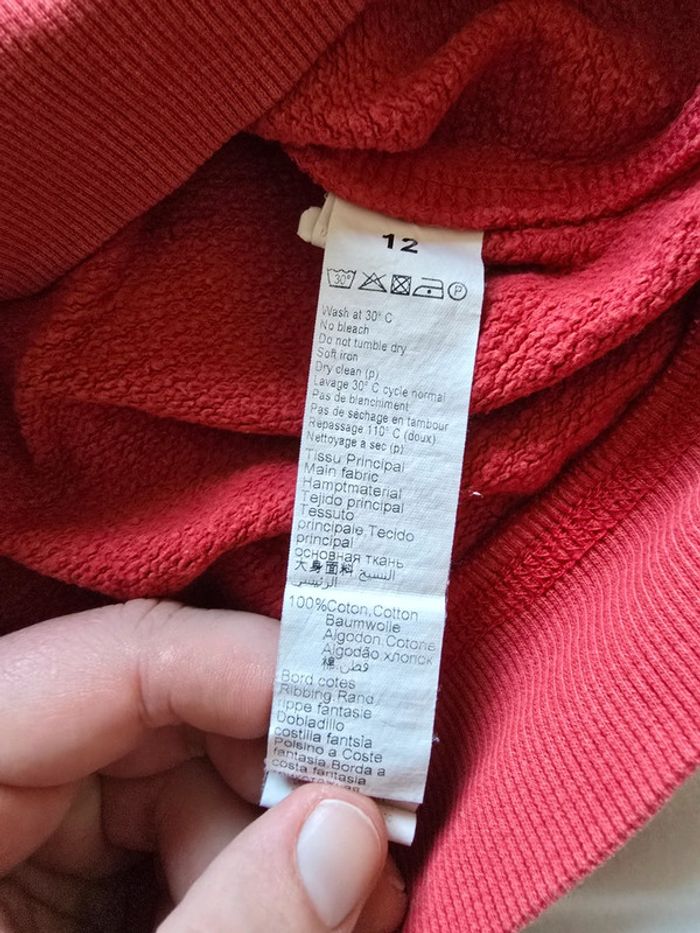 12
30° P
Wash at 30° C
No bleach
Do not tumble dry
Soft iron
Dry clean (p)
Lavage 30° C cycle normal
Pas de blanchiment
Pas de séchage en tambour
Repassage 110° C (doux)
Nettoyage à sec (p)
Tissu Principal
Main fabric
Hamptmaterial
Tejido principal
Tessuto
principale,Tecido
principal
основная ткань
大身面料 النسيج
الرئيسي
100%Coton,Cotton
Baumwolle
Algodon,Cotone
Algodão хлопок
棉 قطن
Bord cotes
Ribbing,Rand
rippe fantasie
Dobladillo
costilla fantsia
Polsino a Coste
fantasia,Borda a
costa fantasia